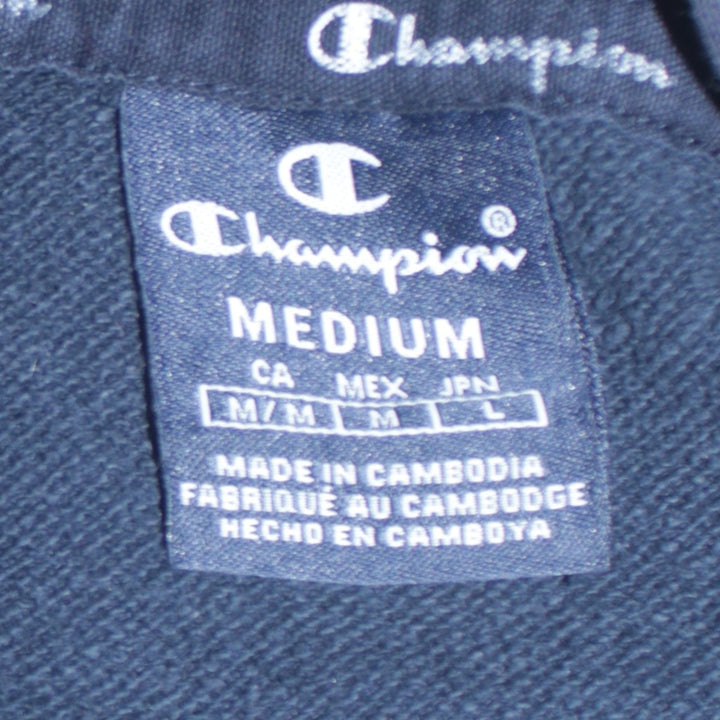 Champion
Champion®
MEDIUM
CA MEX JPN
M/M M L
MADE IN CAMBODIA
FABRIQUÉ AU CAMBODGE
HECHO EN CAMBOYA